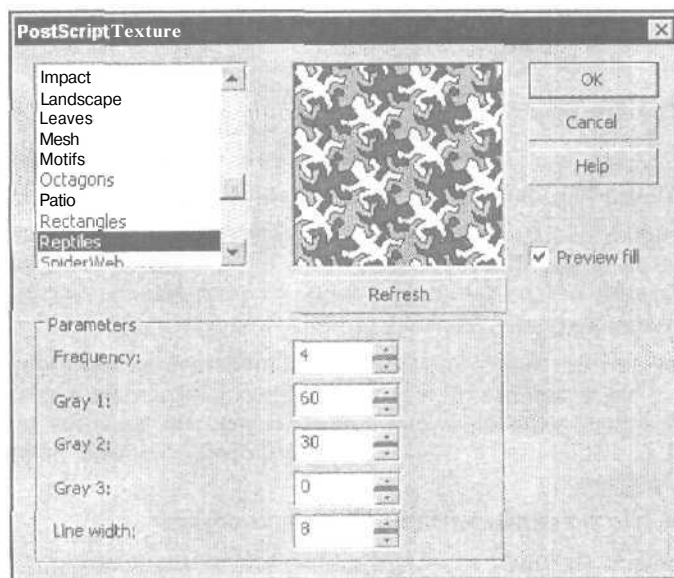 PostScript Texture
Impact
Landscape
Leaves
Mesh
Motifs
Octagons
Patio
Rectangles
Reptiles
SpiderWeb
OK
Cancel
Help
Preview fill
Refresh
Parameters
Frequency: 4
Gray 1: 60
Gray 2: 30
Gray 3: 0
Line width: 8